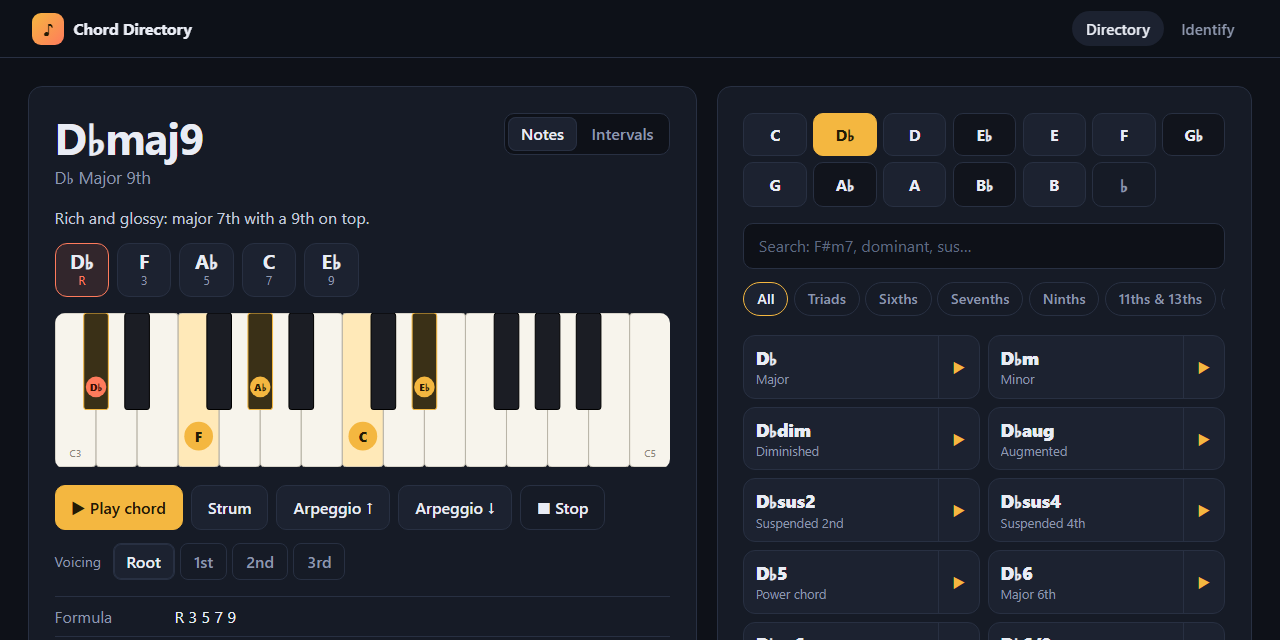 ♪ Chord Directory
Directory Identify
D♭maj9
Notes Intervals
D♭ Major 9th
Rich and glossy: major 7th with a 9th on top.
D♭ F A♭ C E♭
R 3 5 7 9
D♭ A♭ E♭
F C
C3 C5
▶ Play chord Strum Arpeggio ↑ Arpeggio ↓ ■ Stop
Voicing Root 1st 2nd 3rd
Formula R 3 5 7 9
C D♭ D E♭ E F G♭
G A♭ A B♭ B ♭
Search: F#m7, dominant, sus...
All Triads Sixths Sevenths Ninths 11ths & 13ths
D♭ ▶ D♭m ▶
Major Minor
D♭dim ▶ D♭aug ▶
Diminished Augmented
D♭sus2 ▶ D♭sus4 ▶
Suspended 2nd Suspended 4th
D♭5 ▶ D♭6 ▶
Power chord Major 6th